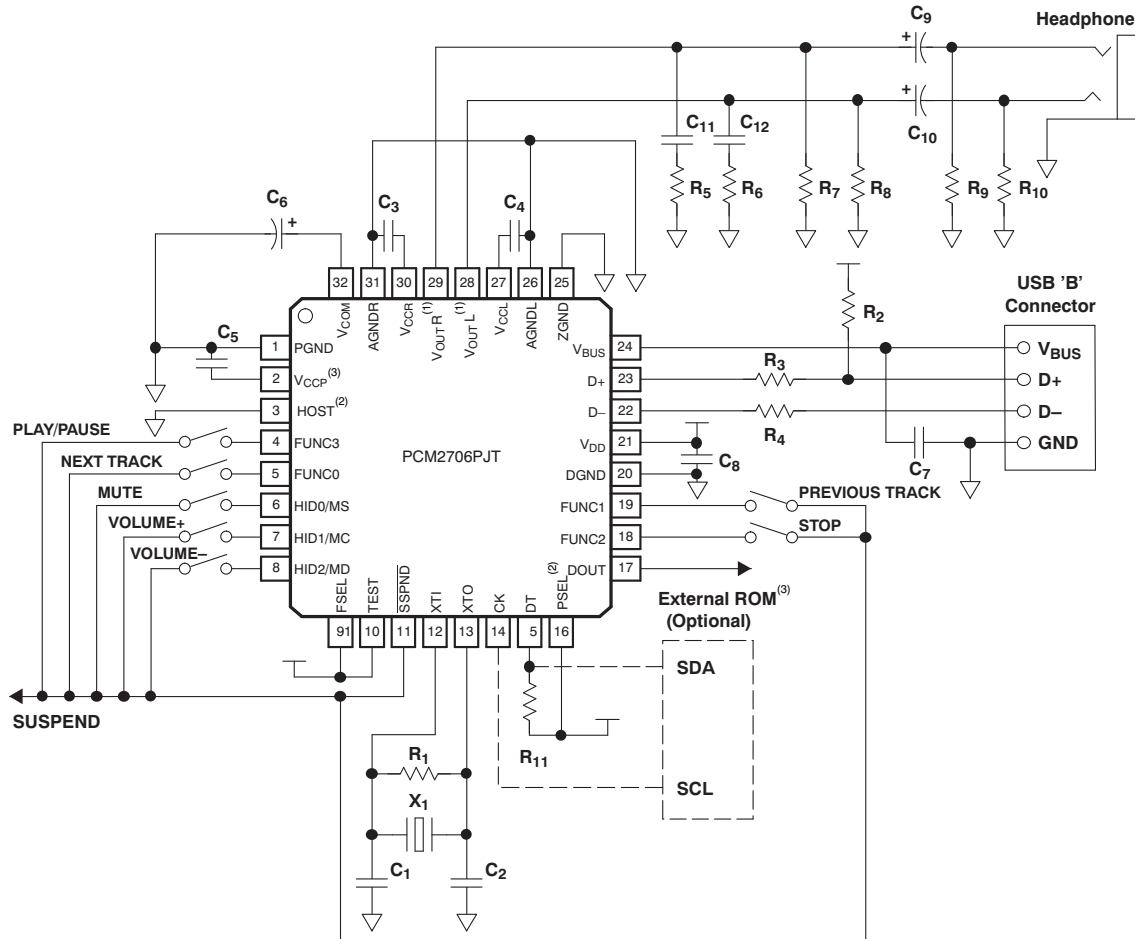 C9
Headphone
+
+
C11
C12
C10
R5
R6
R7
R8
R9
R10
C6
+
C3
C4
32
31
30
29
28
27
26
25
VCOM
AGNDR
VCCR
VOUTR(1)
VOUTL(1)
VCCL
AGNDL
ZGND
USB 'B'
Connector
R2
C5
1 PGND
2 VCCP(3)
3 HOST(2)
4 FUNC3
5 FUNC0
6 HID0/MS
7 HID1/MC
8 HID2/MD
PLAY/PAUSE
NEXT TRACK
MUTE
VOLUME+
VOLUME–
PCM2706PJT
VBUS 24
D+ 23
D– 22
VDD 21
DGND 20
FUNC1 19
FUNC2 18
DOUT 17
R3
R4
VBUS
D+
D–
GND
C7
C8
PREVIOUS TRACK
STOP
FSEL
TEST
SSPND
XTI
XTO
CK
DT
PSEL(2)
91
10
11
12
13
14
5
16
External ROM(3)
(Optional)
SDA
SCL
SUSPEND
R11
R1
X1
C1
C2